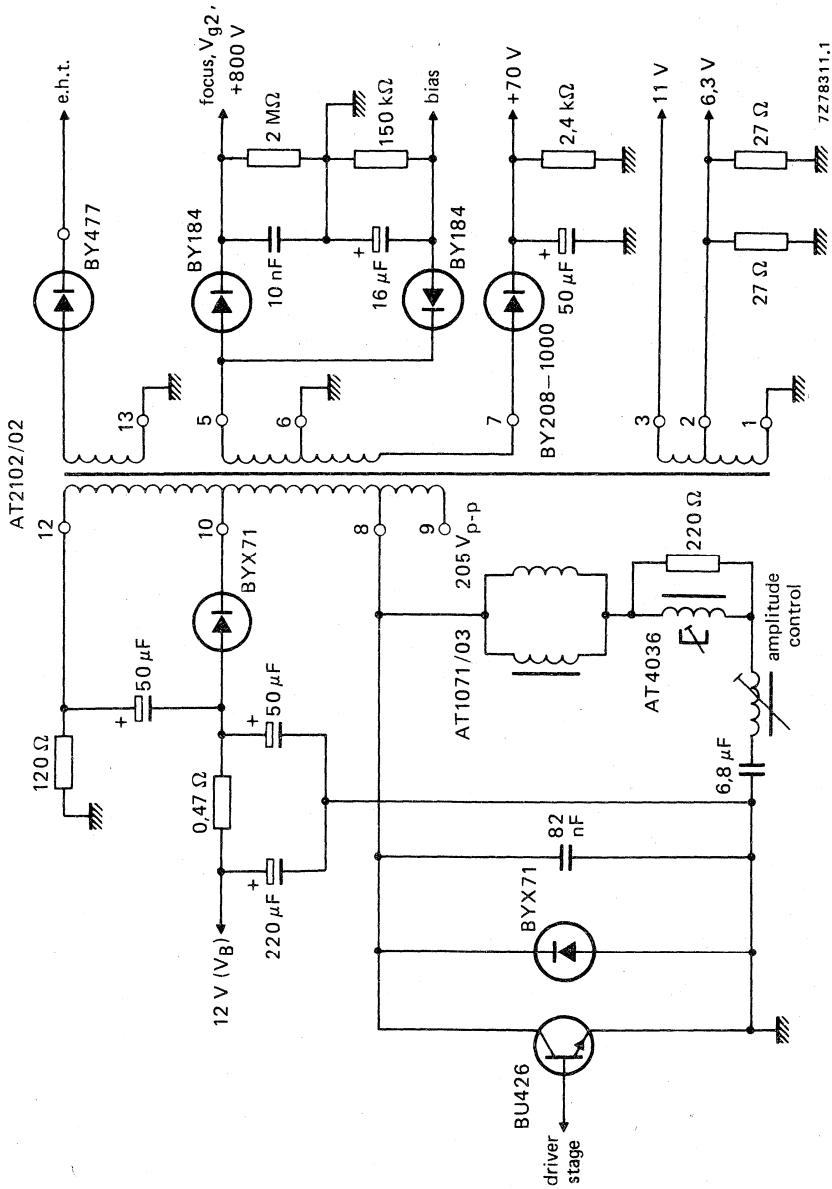 AT2102/02
e.h.t.
BY477
13
12
120 Ω
+
50 μF
focus, Vg2,
+800 V
BY184
2 MΩ
10 nF
+
16 μF
150 kΩ
bias
BY184
5
6
7
10
BYX71
0,47 Ω
+
50 μF
+
220 μF
12 V (VB)
+70 V
BY208–1000
+
50 μF
2,4 kΩ
8
9
205 Vp-p
11 V
6,3 V
3
2
1
27 Ω
27 Ω
AT1071/03
AT4036
220 Ω
amplitude
control
6,8 μF
82
nF
BYX71
BU426
driver
stage
7Z78311.1